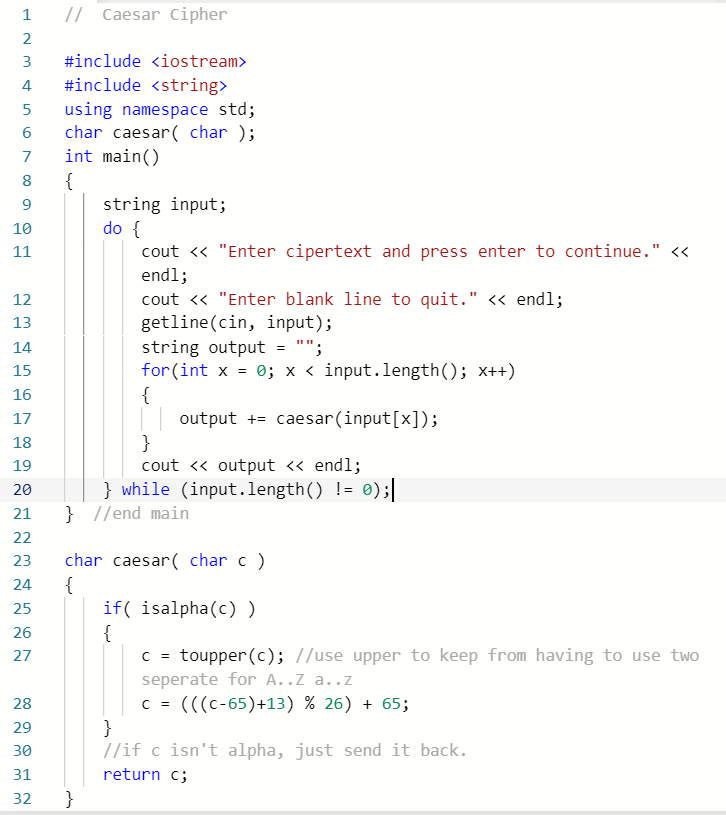 1 //  Caesar Cipher
2
3 #include <iostream>
4 #include <string>
5 using namespace std;
6 char caesar( char );
7 int main()
8 {
9     string input;
10     do {
11         cout << "Enter cipertext and press enter to continue." <<
endl;
12         cout << "Enter blank line to quit." << endl;
13         getline(cin, input);
14         string output = "";
15         for(int x = 0; x < input.length(); x++)
16         {
17             output += caesar(input[x]);
18         }
19         cout << output << endl;
20     } while (input.length() != 0);
21 }  //end main
22
23 char caesar( char c )
24 {
25     if( isalpha(c) )
26     {
27         c = toupper(c); //use upper to keep from having to use two
seperate for A..Z a..z
28         c = (((c-65)+13) % 26) + 65;
29     }
30     //if c isn't alpha, just send it back.
31     return c;
32 }